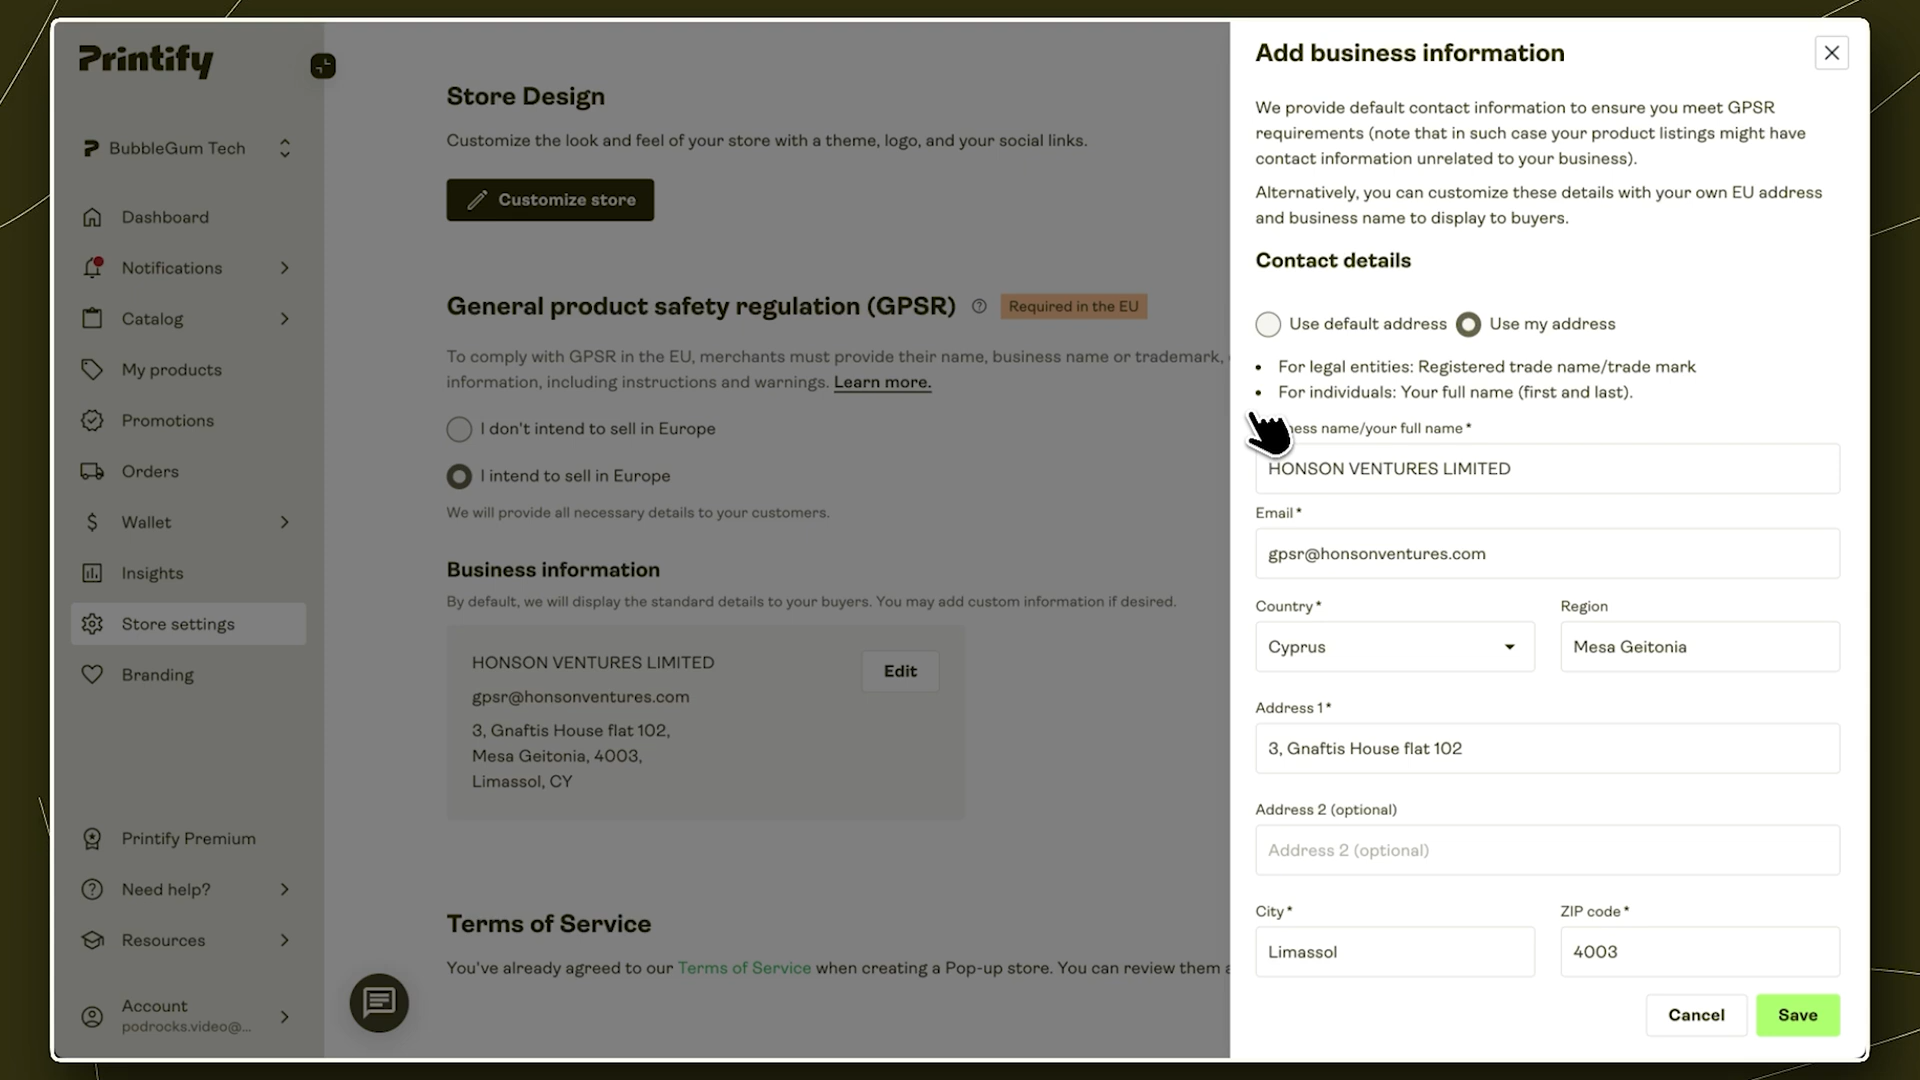 Printify
BubbleGum Tech
Dashboard
Notifications
Catalog
My products
Promotions
Orders
Wallet
Insights
Store settings
Branding
Printify Premium
Need help?
Resources
Account
podrocks.video@...
Store Design
Customize the look and feel of your store with a theme, logo, and your social links.
Customize store
General product safety regulation (GPSR) Required in the EU
To comply with GPSR in the EU, merchants must provide their name, business name or trademark,
information, including instructions and warnings. Learn more.
I don't intend to sell in Europe
I intend to sell in Europe
We will provide all necessary details to your customers.
Business information
By default, we will display the standard details to your buyers. You may add custom information if desired.
HONSON VENTURES LIMITED
Edit
gpsr@honsonventures.com
3, Gnaftis House flat 102,
Mesa Geitonia, 4003,
Limassol, CY
Terms of Service
You've already agreed to our Terms of Service when creating a Pop-up store. You can review them
Add business information
We provide default contact information to ensure you meet GPSR
requirements (note that in such case your product listings might have
contact information unrelated to your business).
Alternatively, you can customize these details with your own EU address
and business name to display to buyers.
Contact details
Use default address Use my address
• For legal entities: Registered trade name/trade mark
• For individuals: Your full name (first and last).
name/your full name*
HONSON VENTURES LIMITED
Email*
gpsr@honsonventures.com
Country* Region
Cyprus Mesa Geitonia
Address 1*
3, Gnaftis House flat 102
Address 2 (optional)
Address 2 (optional)
City* ZIP code*
Limassol 4003
Cancel Save